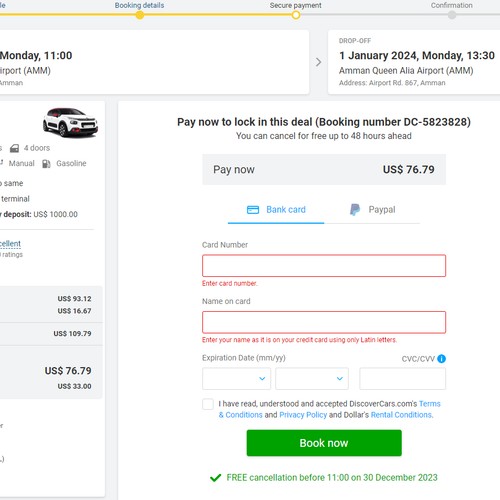 Booking details
Secure payment
Confirmation
Monday, 11:00
Airport (AMM)
Amman
DROP-OFF
1 January 2024, Monday, 13:30
Amman Queen Alia Airport (AMM)
Address: Airport Rd. 867, Amman
4 doors
Manual
Gasoline
same
terminal
deposit: US$ 1000.00
ratings
US$ 93.12
US$ 16.67
US$ 109.79
US$ 76.79
US$ 33.00
Pay now to lock in this deal (Booking number DC-5823828)
You can cancel for free up to 48 hours ahead
Pay now US$ 76.79
Bank card
Paypal
Card Number
Enter card number.
Name on card
Enter your name as it is on your credit card using only Latin letters.
Expiration Date (mm/yy)
CVC/CVV
I have read, understood and accepted DiscoverCars.com's Terms
& Conditions and Privacy Policy and Dollar's Rental Conditions.
Book now
FREE cancellation before 11:00 on 30 December 2023